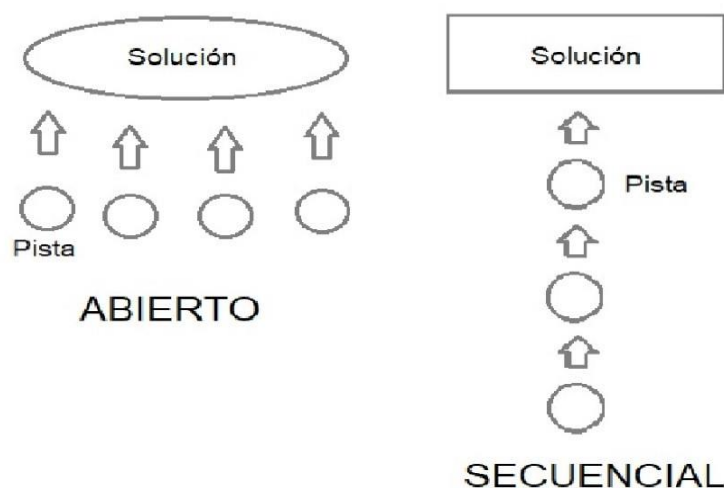 Solución
Pista
ABIERTO
Solución
Pista
SECUENCIAL